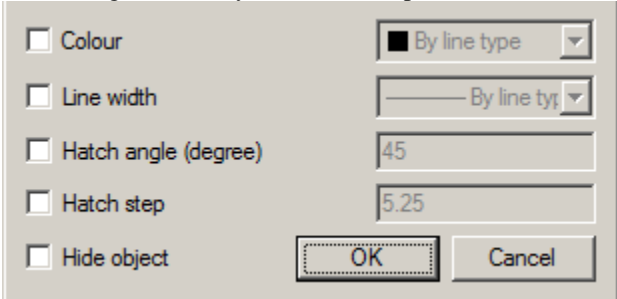 Colour By line type
Line width By line typ
Hatch angle (degree) 45
Hatch step 5.25
Hide object OK Cancel